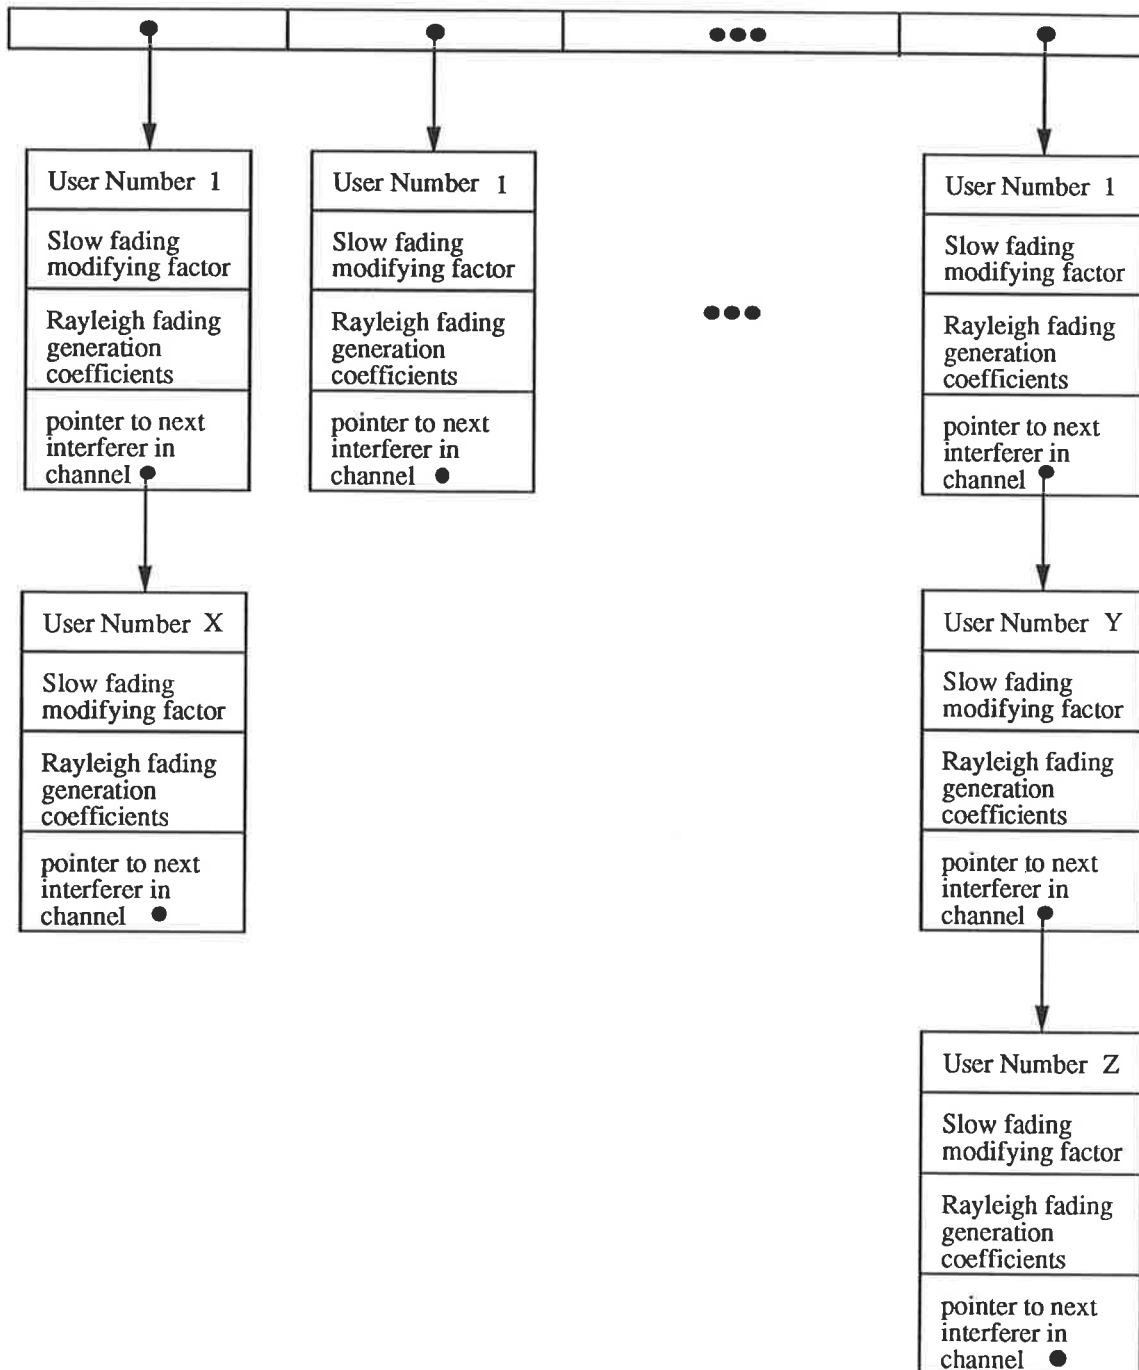 User Number 1
Slow fading
modifying factor
Rayleigh fading
generation
coefficients
pointer to next
interferer in
channel
User Number X
Slow fading
modifying factor
Rayleigh fading
generation
coefficients
pointer to next
interferer in
channel
User Number 1
Slow fading
modifying factor
Rayleigh fading
generation
coefficients
pointer to next
interferer in
channel
User Number 1
Slow fading
modifying factor
Rayleigh fading
generation
coefficients
pointer to next
interferer in
channel
User Number Y
Slow fading
modifying factor
Rayleigh fading
generation
coefficients
pointer to next
interferer in
channel
User Number Z
Slow fading
modifying factor
Rayleigh fading
generation
coefficients
pointer to next
interferer in
channel